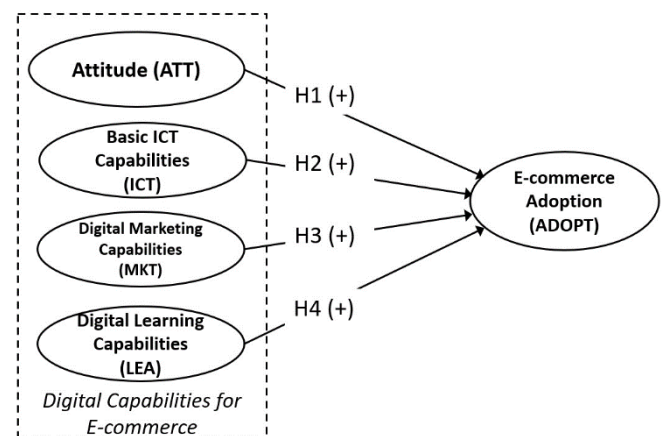 Attitude (ATT)
H1 (+)
Basic ICT
Capabilities
(ICT)
H2 (+)
E-commerce
Adoption
(ADOPT)
Digital Marketing
Capabilities
(MKT)
H3 (+)
H4 (+)
Digital Learning
Capabilities
(LEA)
Digital Capabilities for
E-commerce